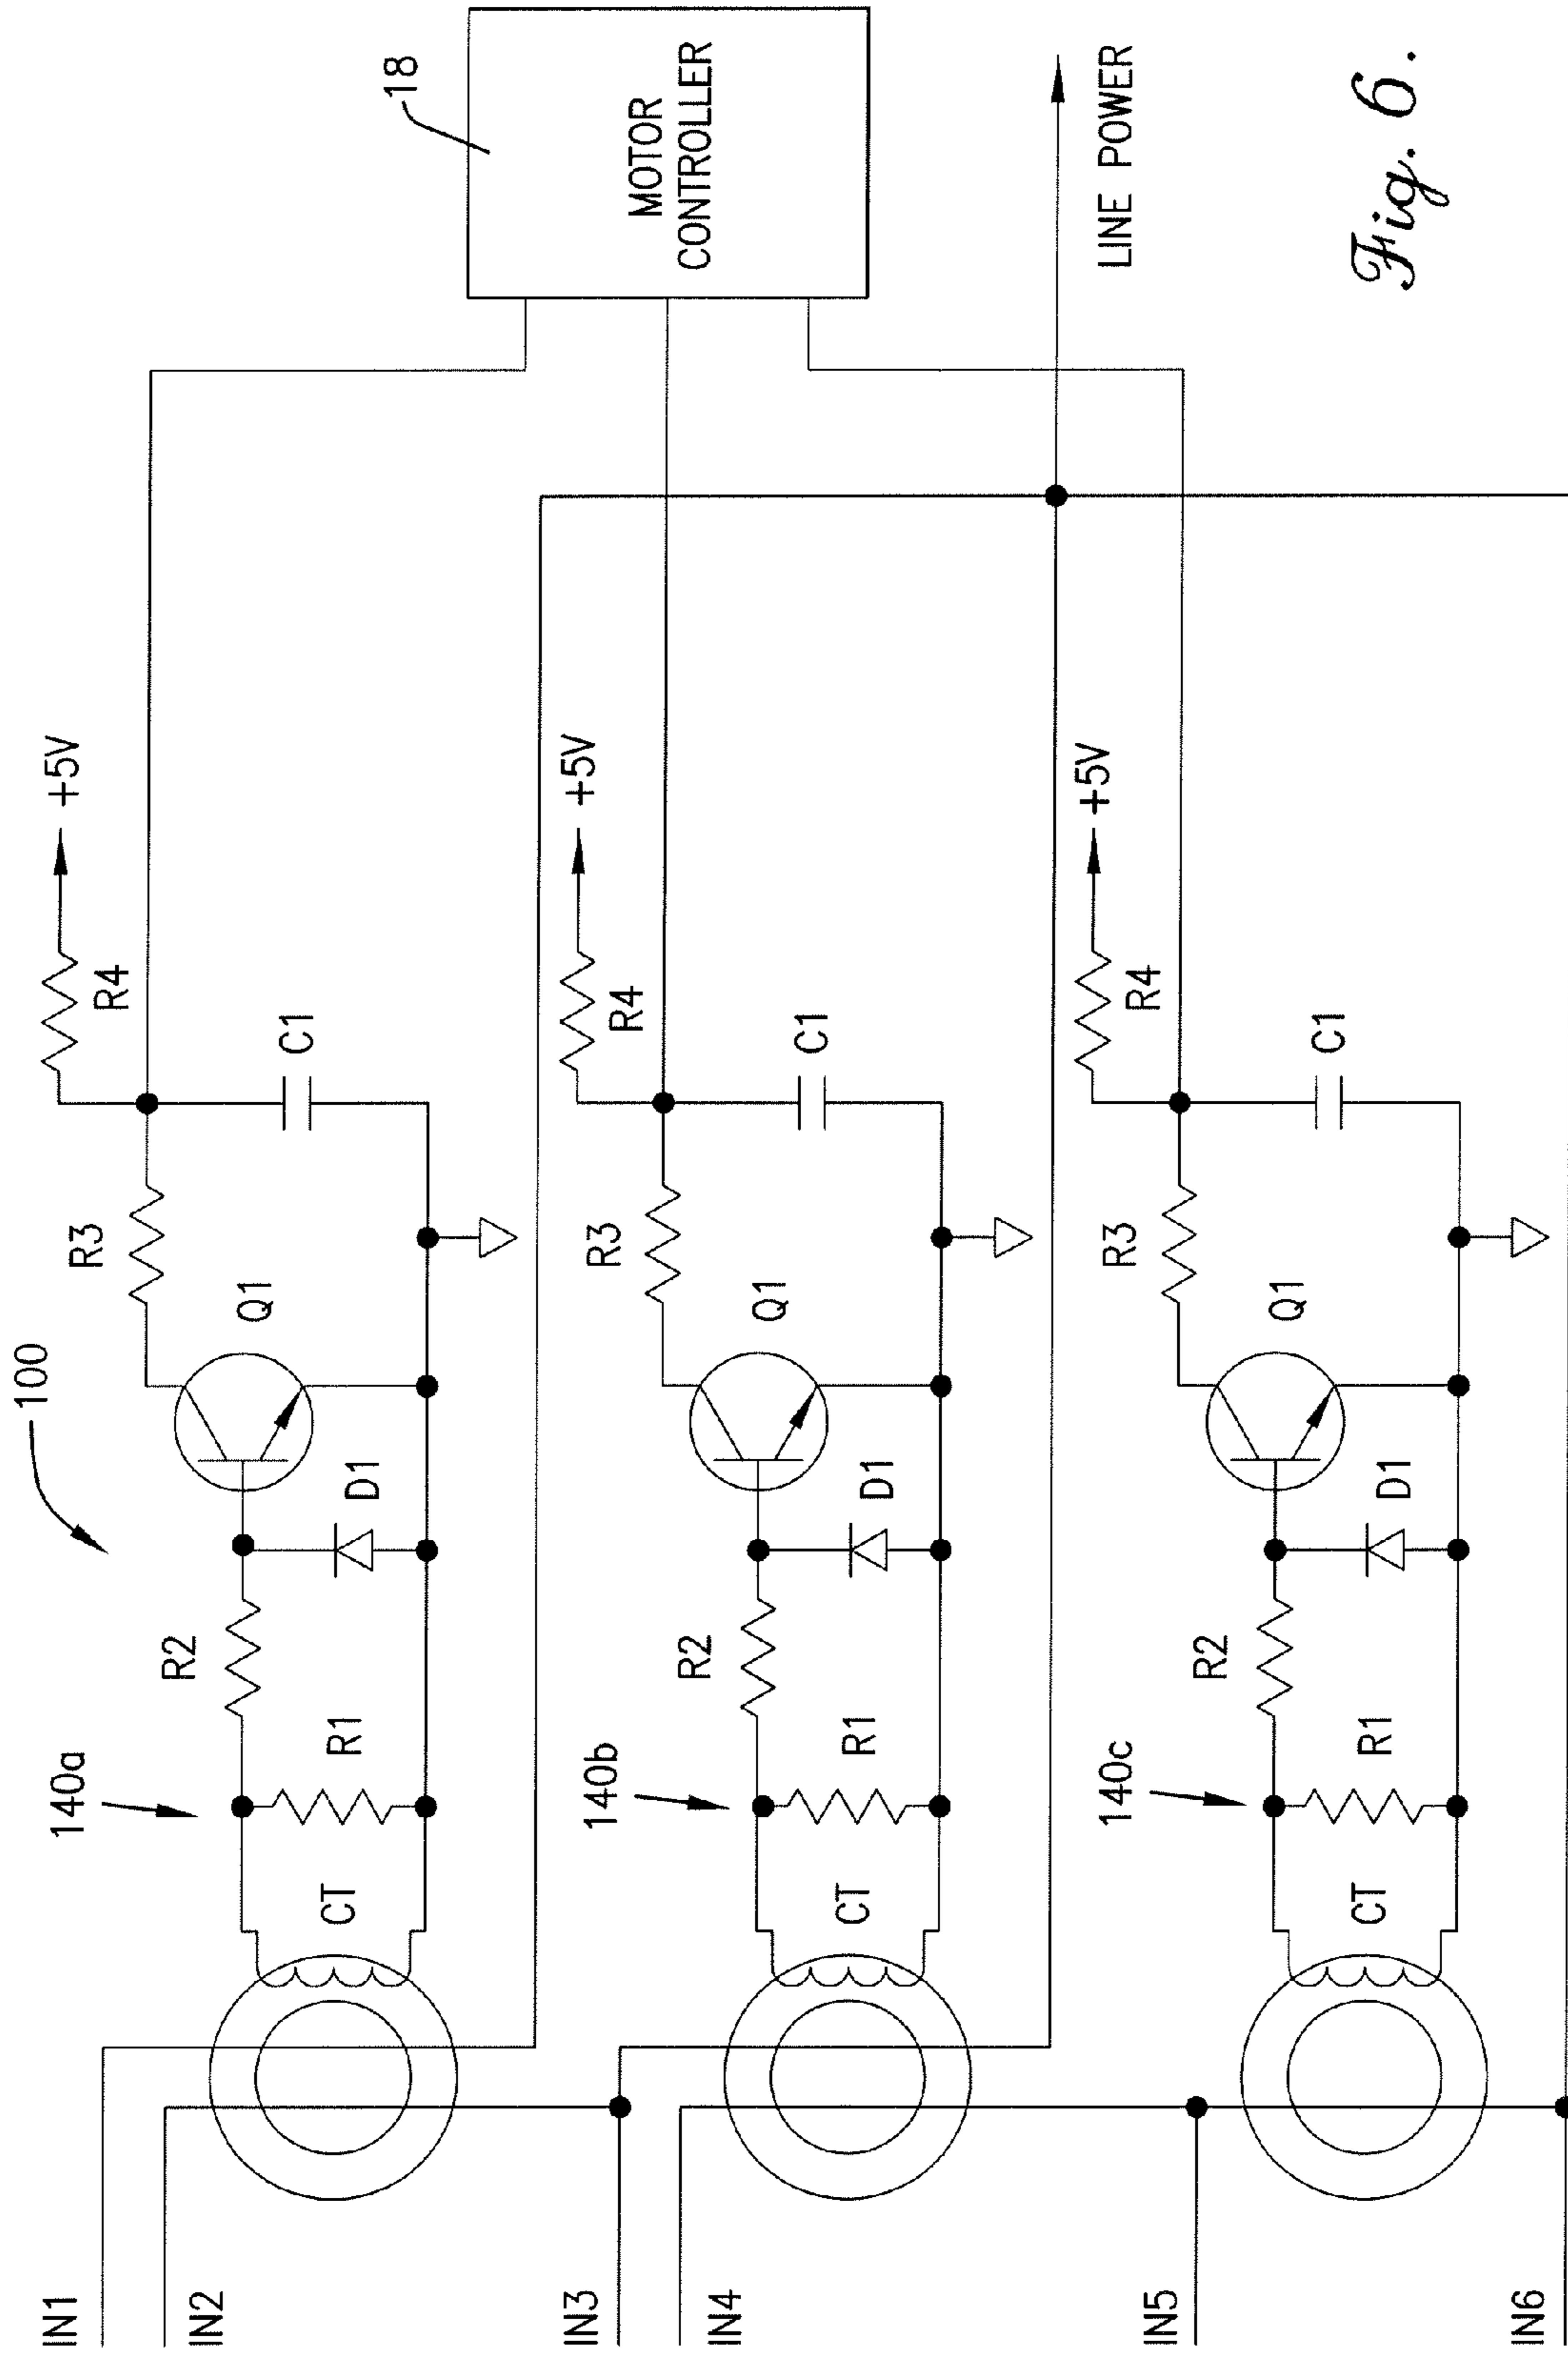 100
18
MOTOR
CONTROLLER
LINE POWER
Fig. 6.
IN1
IN2
140a
CT
R1
R2
D1
Q1
R3
C1
R4
+5V
IN3
IN4
140b
CT
R1
R2
D1
Q1
R3
C1
R4
+5V
IN5
IN6
140c
CT
R1
R2
D1
Q1
R3
C1
R4
+5V